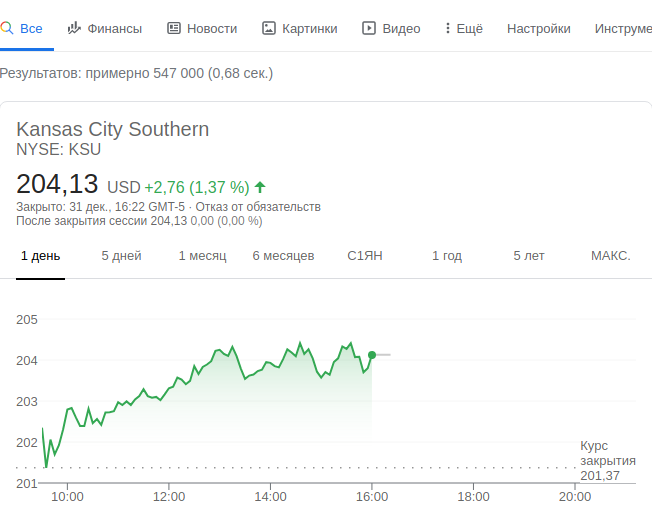 Все Финансы Новости Картинки Видео Ещё Настройки Инструме
Результатов: примерно 547 000 (0,68 сек.)
Kansas City Southern
NYSE: KSU
204,13 USD +2,76 (1,37 %)
Закрыто: 31 дек., 16:22 GMT-5 · Отказ от обязательств
После закрытия сессии 204,13 0,00 (0,00 %)
1 день 5 дней 1 месяц 6 месяцев С1ЯН 1 год 5 лет МАКС.
205
204
203
202
201
Курс
закрытия
201,37
10:00 12:00 14:00 16:00 18:00 20:00